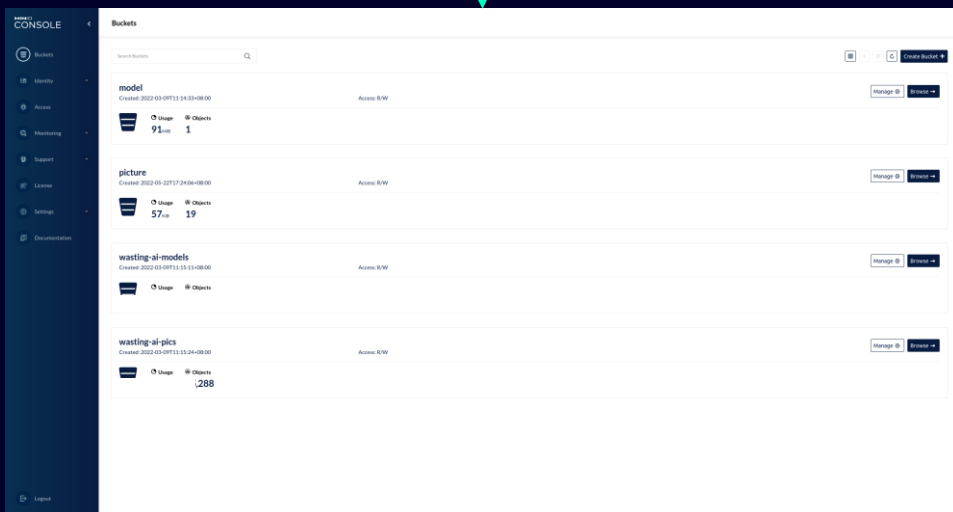 MINIO
CONSOLE
Buckets
Search Buckets
Create Bucket +
Buckets
Identity
Access
Monitoring
Support
License
Settings
Documentation
Logout
model
Created: 2022-03-09T11:14:33+08:00 Access: R/W
Manage Browse →
Usage Objects
91 1
picture
Created: 2022-05-22T17:24:06+08:00 Access: R/W
Manage Browse →
Usage Objects
57 19
wasting-ai-models
Created: 2022-03-09T11:15:11+08:00 Access: R/W
Manage Browse →
Usage Objects
wasting-ai-pics
Created: 2022-03-09T11:15:24+08:00 Access: R/W
Manage Browse →
Usage Objects
,288